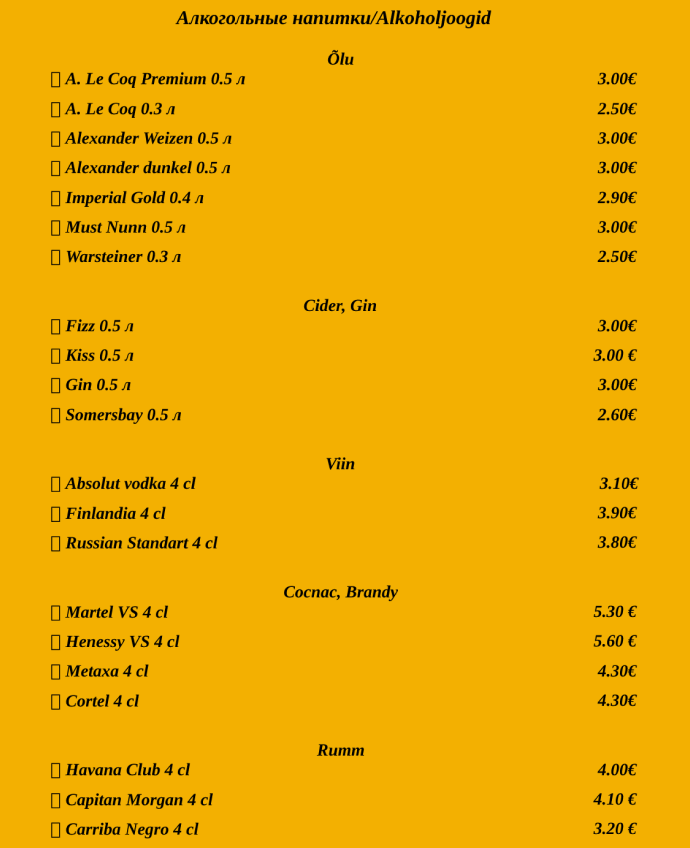 Алкогольные напитки/Alkoholjoogid
Õlu
A. Le Coq Premium 0.5 л 3.00€
A. Le Coq 0.3 л 2.50€
Alexander Weizen 0.5 л 3.00€
Alexander dunkel 0.5 л 3.00€
Imperial Gold 0.4 л 2.90€
Must Nunn 0.5 л 3.00€
Warsteiner 0.3 л 2.50€
Cider, Gin
Fizz 0.5 л 3.00€
Kiss 0.5 л 3.00 €
Gin 0.5 л 3.00€
Somersbay 0.5 л 2.60€
Viin
Absolut vodka 4 cl 3.10€
Finlandia 4 cl 3.90€
Russian Standart 4 cl 3.80€
Cocnac, Brandy
Martel VS 4 cl 5.30 €
Henessy VS 4 cl 5.60 €
Metaxa 4 cl 4.30€
Cortel 4 cl 4.30€
Rumm
Havana Club 4 cl 4.00€
Capitan Morgan 4 cl 4.10 €
Carriba Negro 4 cl 3.20 €